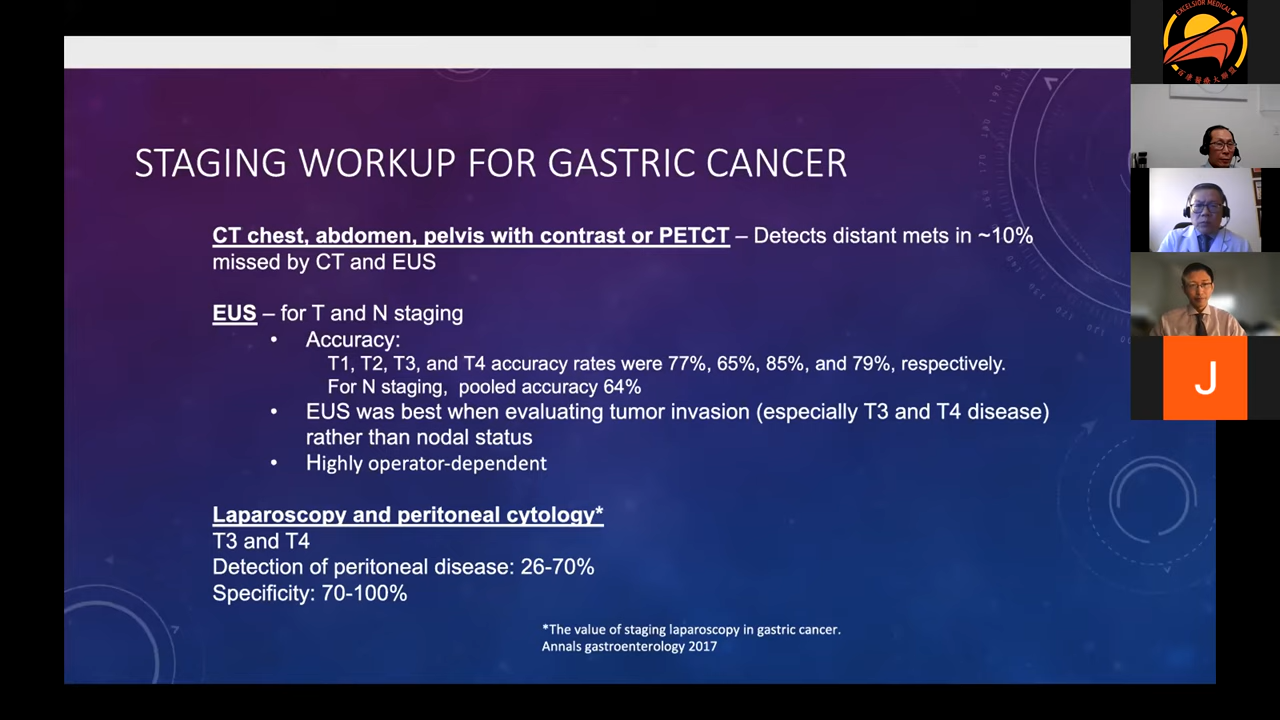 STAGING WORKUP FOR GASTRIC CANCER
CT chest, abdomen, pelvis with contrast or PETCT – Detects distant mets in ~10%
missed by CT and EUS
EUS – for T and N staging
• Accuracy:
T1, T2, T3, and T4 accuracy rates were 77%, 65%, 85%, and 79%, respectively.
For N staging, pooled accuracy 64%
• EUS was best when evaluating tumor invasion (especially T3 and T4 disease)
rather than nodal status
• Highly operator-dependent
Laparoscopy and peritoneal cytology*
T3 and T4
Detection of peritoneal disease: 26-70%
Specificity: 70-100%
*The value of staging laparoscopy in gastric cancer.
Annals gastroenterology 2017
EXCELSIOR MEDICAL
J